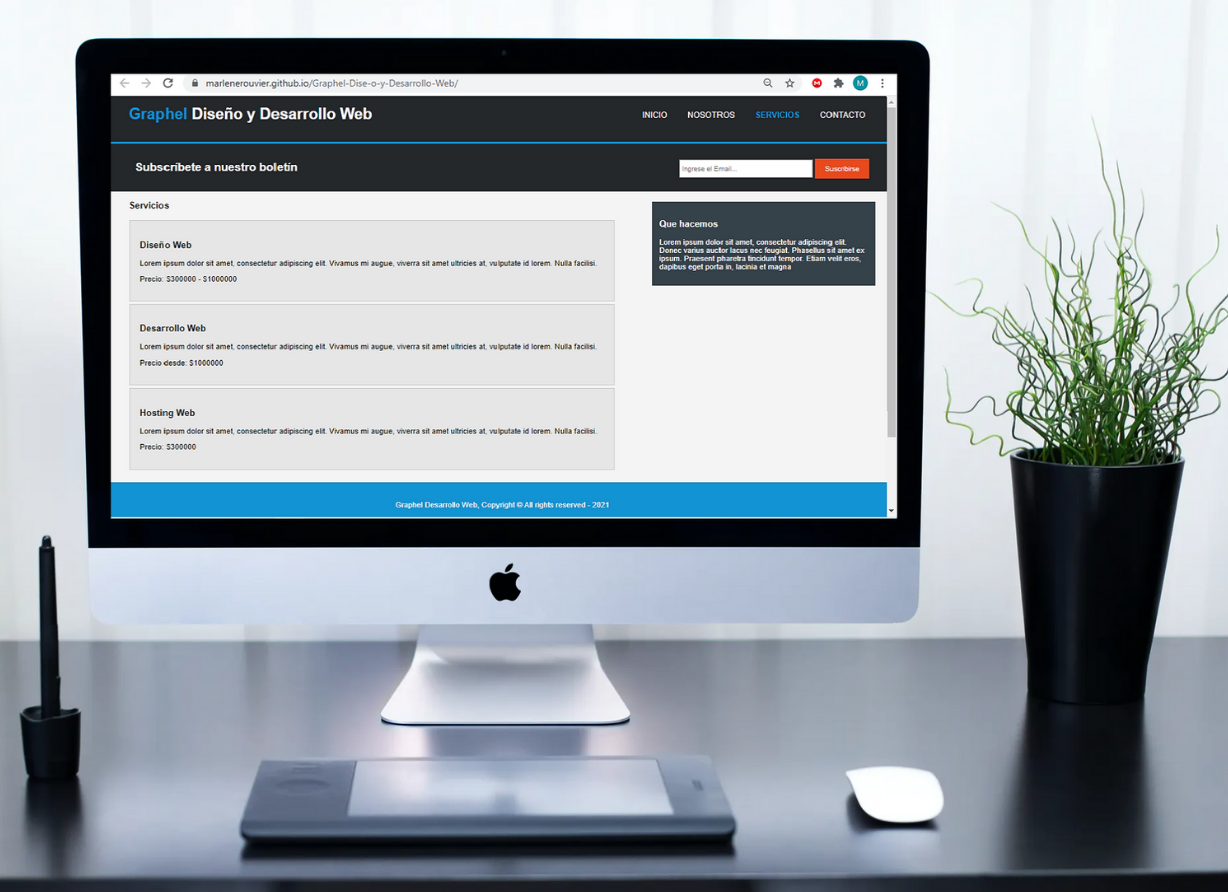 marlenerouvier.github.io/Graphel-Dise-o-y-Desarrollo-Web/
M
Graphel Diseño y Desarrollo Web
INICIO NOSOTROS SERVICIOS CONTACTO
Subscríbete a nuestro boletín
Ingrese el Email... Suscribirse
Servicios
Diseño Web
Lorem ipsum dolor sit amet, consectetur adipiscing elit. Vivamus mi augue, viverra sit amet ultricies at, vulputate id lorem. Nulla facilisi.
Precio: $300000 - $1000000
Desarrollo Web
Lorem ipsum dolor sit amet, consectetur adipiscing elit. Vivamus mi augue, viverra sit amet ultricies at, vulputate id lorem. Nulla facilisi.
Precio desde: $1000000
Hosting Web
Lorem ipsum dolor sit amet, consectetur adipiscing elit. Vivamus mi augue, viverra sit amet ultricies at, vulputate id lorem. Nulla facilisi.
Precio: $300000
Que hacemos
Lorem ipsum dolor sit amet, consectetur adipiscing elit.
Donec varius auctor lacus nec feugiat. Phasellus sit amet ex
ipsum. Praesent pharetra tincidunt tempor. Etiam velit eros,
dapibus eget porta in, lacinia et magna
Graphel Desarrollo Web, Copyright © All rights reserved - 2021